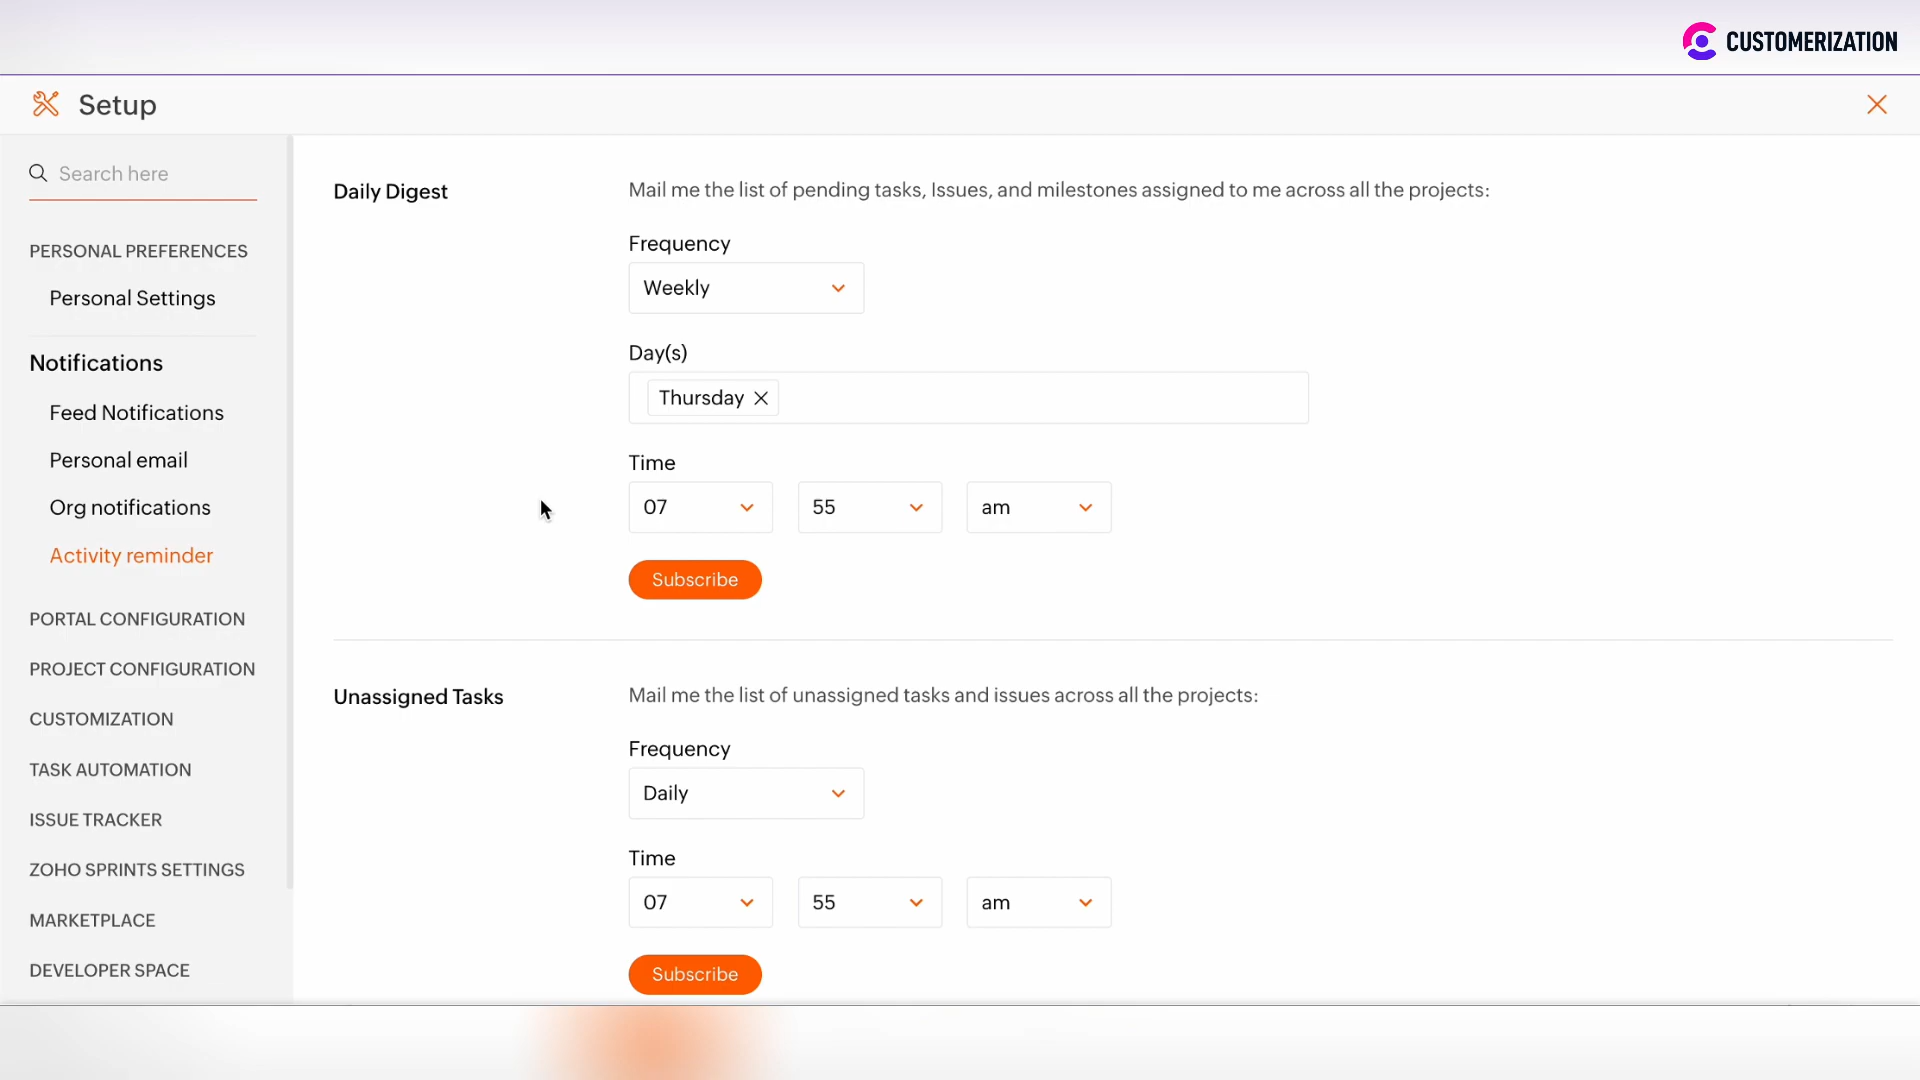 CUSTOMERIZATION
Setup
Search here
PERSONAL PREFERENCES
Personal Settings
Notifications
Feed Notifications
Personal email
Org notifications
Activity reminder
PORTAL CONFIGURATION
PROJECT CONFIGURATION
CUSTOMIZATION
TASK AUTOMATION
ISSUE TRACKER
ZOHO SPRINTS SETTINGS
MARKETPLACE
DEVELOPER SPACE
Daily Digest
Mail me the list of pending tasks, Issues, and milestones assigned to me across all the projects:
Frequency
Weekly
Day(s)
Thursday
Time
07 55 am
Subscribe
Unassigned Tasks
Mail me the list of unassigned tasks and issues across all the projects:
Frequency
Daily
Time
07 55 am
Subscribe